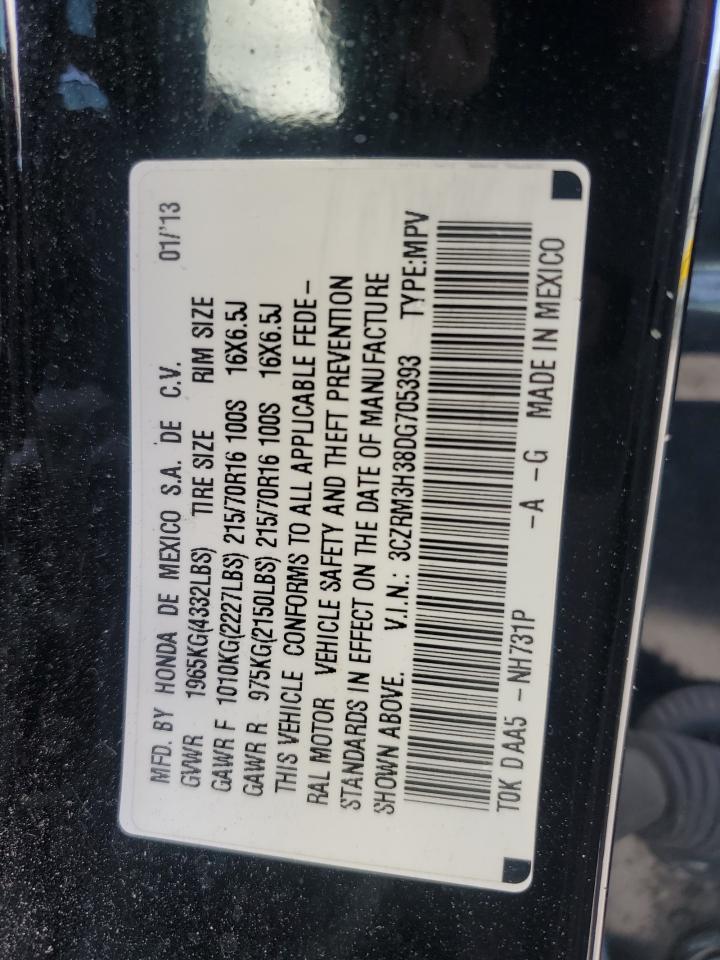 MFD. BY HONDA DE MEXICO S.A. DE C.V. 01/'13
GVWR 1965KG(4332LBS) TIRE SIZE RIM SIZE
GAWR F 1010KG(2227LBS) 215/70R16 100S 16X6.5J
GAWR R 975KG(2150LBS) 215/70R16 100S 16X6.5J
THIS VEHICLE CONFORMS TO ALL APPLICABLE FEDE-
RAL MOTOR VEHICLE SAFETY AND THEFT PREVENTION
STANDARDS IN EFFECT ON THE DATE OF MANUFACTURE
SHOWN ABOVE. V.I.N.: 3CZRM3H38DG705393 TYPE:MPV
T0K DAA5 -NH731P -A -G MADE IN MEXICO